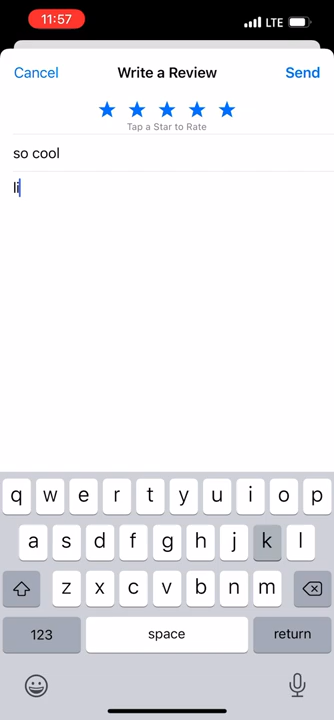 11:57
LTE
Cancel
Write a Review
Send
Tap a Star to Rate
so cool
li
q w e r t y u i o p
a s d f g h j k l
z x c v b n m
123
space
return